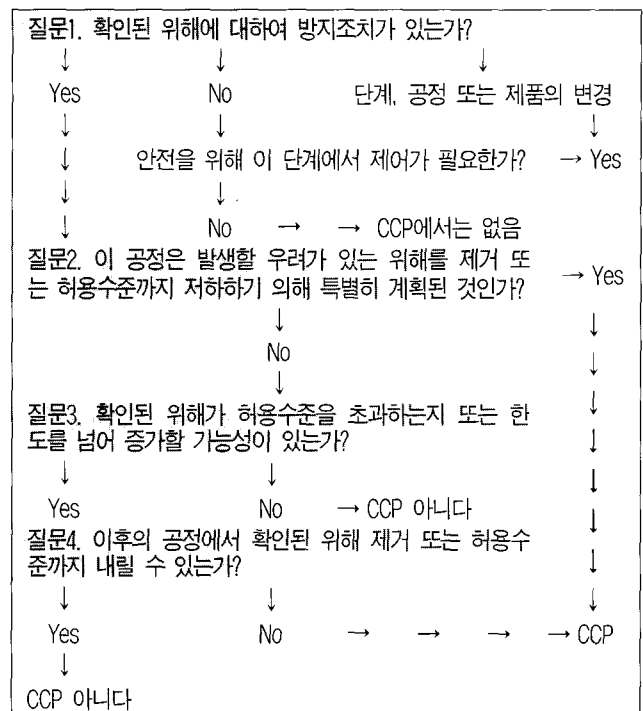 질문1. 확인된 위해에 대하여 방지조치가 있는가?
↓ ↓ ↓
Yes No 단계, 공정 또는 제품의 변경
↓ ↓ ↓
↓ 안전을 위해 이 단계에서 제어가 필요한가? → Yes
↓ ↓
↓ No → → CCP에서는 없음
질문2. 이 공정은 발생할 우려가 있는 위해를 제거 또 → Yes
는 허용수준까지 저하하기 의해 특별히 계획된 것인가?
↓ ↓
No ↓
↓ ↓
질문3. 확인된 위해가 허용수준을 초과하는지 또는 한 ↓
도를 넘어 증가할 가능성이 있는가? ↓
↓ ↓ ↓
Yes No → CCP 아니다 ↓
질문4. 이후의 공정에서 확인된 위해 제거 또는 허용수 ↓
준까지 내릴 수 있는가? ↓
↓ ↓ ↓
Yes No → → → → CCP
↓
CCP 아니다